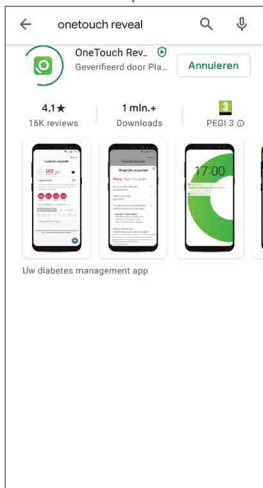 onetouch reveal
OneTouch Rev..
Geverifieerd door Pla...
Annuleren
4,1★
16K reviews
1 mln.+
Downloads
3
PEGI 3
17:00
Uw diabetes management app